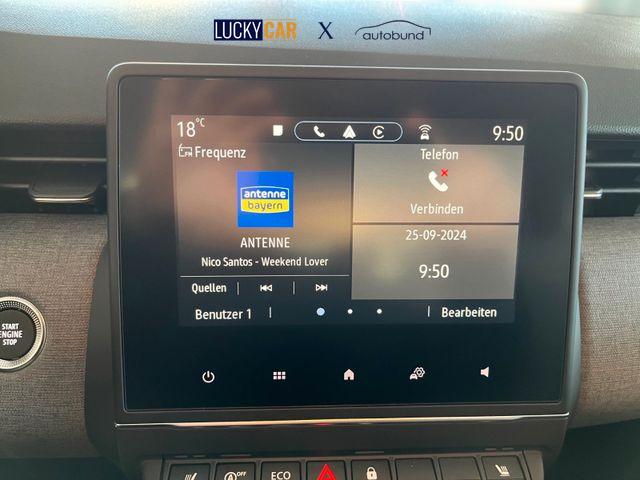 LUCKYCAR X autobund
18°C
9:50
FM Frequenz
antenne
bayern
ANTENNE
Nico Santos - Weekend Lover
Quellen
Telefon
Verbinden
25-09-2024
9:50
Benutzer 1
Bearbeiten
START
ENGINE
STOP
ECO